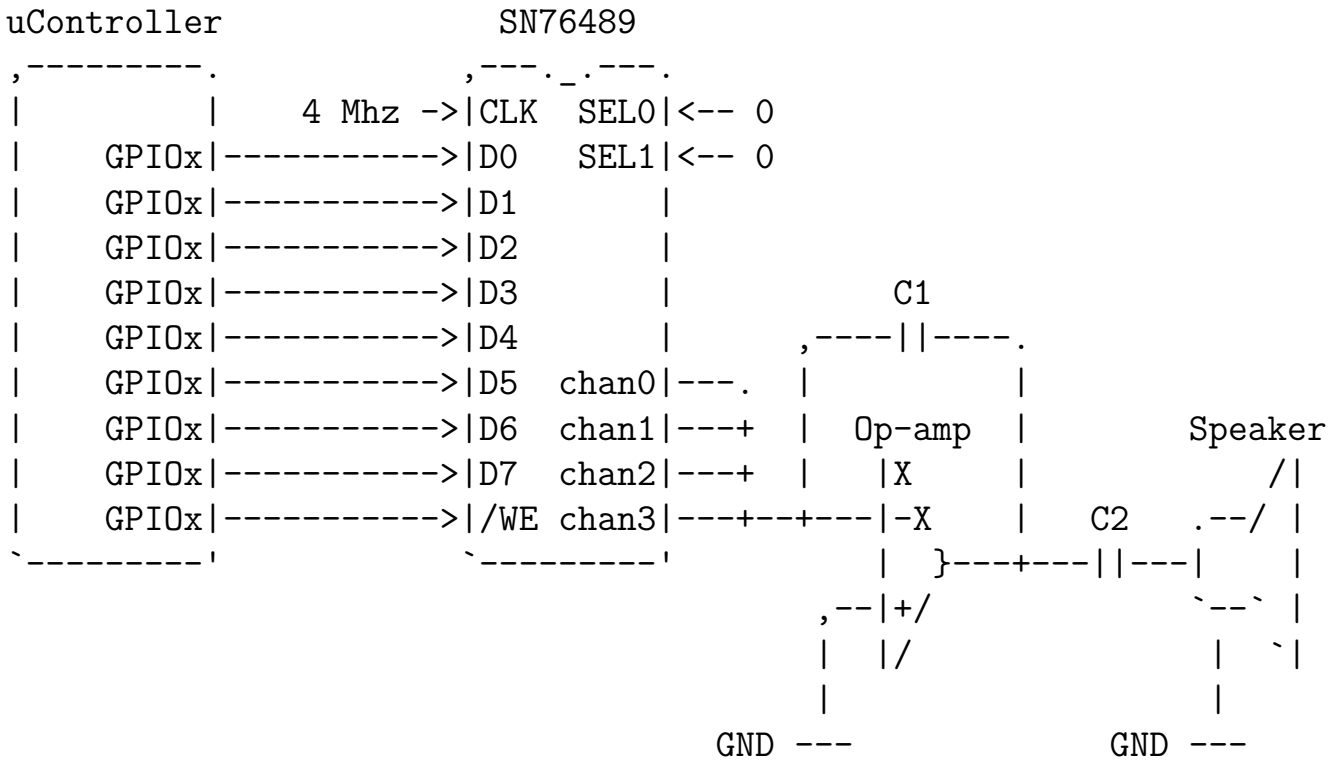 uController SN76489
,---------. ,---._.---.
| | 4 Mhz ->|CLK SEL0|<-- 0
| GPIOx|----------->|D0 SEL1|<-- 0
| GPIOx|----------->|D1 |
| GPIOx|----------->|D2 |
| GPIOx|----------->|D3 | C1
| GPIOx|----------->|D4 | ,----||----.
| GPIOx|----------->|D5 chan0|---. | |
| GPIOx|----------->|D6 chan1|---+ | Op-amp | Speaker
| GPIOx|----------->|D7 chan2|---+ | |X | /|
| GPIOx|----------->|/WE chan3|---+--+---|-X | C2 .--/ |
`---------' `---------' | }---+---||---| |
,--|+/ `--` |
| |/ | `|
| |
GND --- GND ---